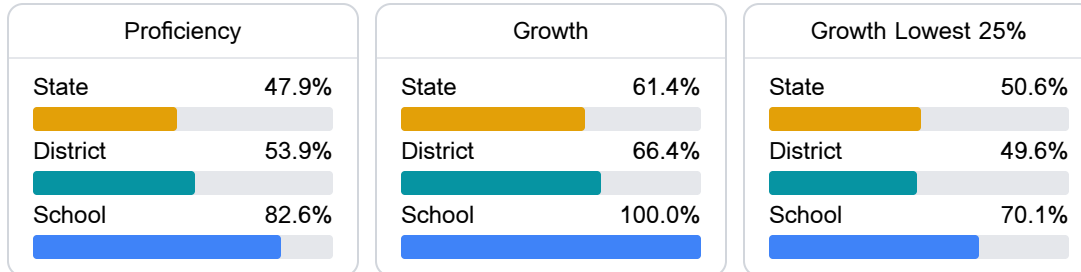 Proficiency
State 47.9%
District 53.9%
School 82.6%
Growth
State 61.4%
District 66.4%
School 100.0%
Growth Lowest 25%
State 50.6%
District 49.6%
School 70.1%